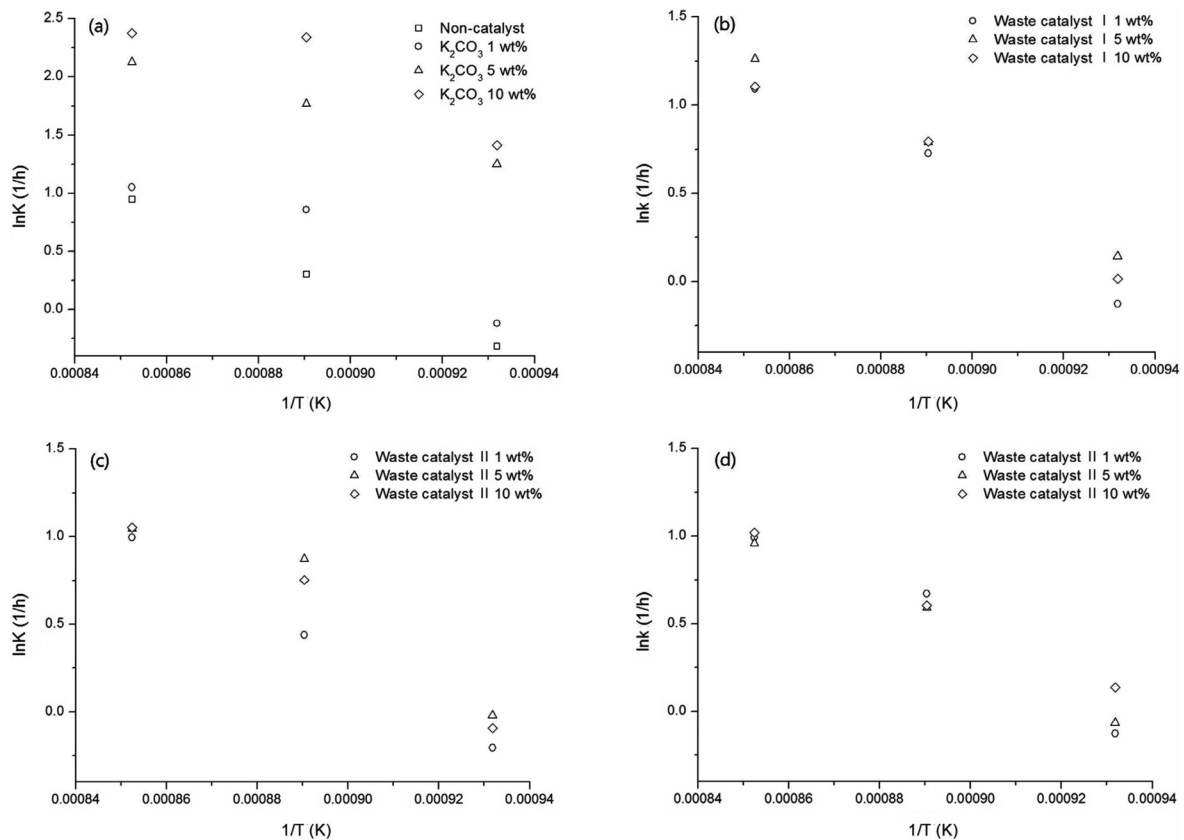 (a)
Non-catalyst
K2CO3 1 wt%
K2CO3 5 wt%
K2CO3 10 wt%
2.5
2.0
1.5
1.0
0.5
0.0
lnK (1/h)
0.00084 0.00086 0.00088 0.00090 0.00092 0.00094
1/T (K)
(b)
Waste catalyst Ⅰ 1 wt%
Waste catalyst Ⅰ 5 wt%
Waste catalyst Ⅰ 10 wt%
1.5
1.0
0.5
0.0
lnk (1/h)
0.00084 0.00086 0.00088 0.00090 0.00092 0.00094
1/T (K)
(c)
Waste catalyst Ⅱ 1 wt%
Waste catalyst Ⅱ 5 wt%
Waste catalyst Ⅱ 10 wt%
1.5
1.0
0.5
0.0
lnK (1/h)
0.00084 0.00086 0.00088 0.00090 0.00092 0.00094
1/T (K)
(d)
Waste catalyst Ⅱ 1 wt%
Waste catalyst Ⅱ 5 wt%
Waste catalyst Ⅱ 10 wt%
1.5
1.0
0.5
0.0
lnk (1/h)
0.00084 0.00086 0.00088 0.00090 0.00092 0.00094
1/T (K)